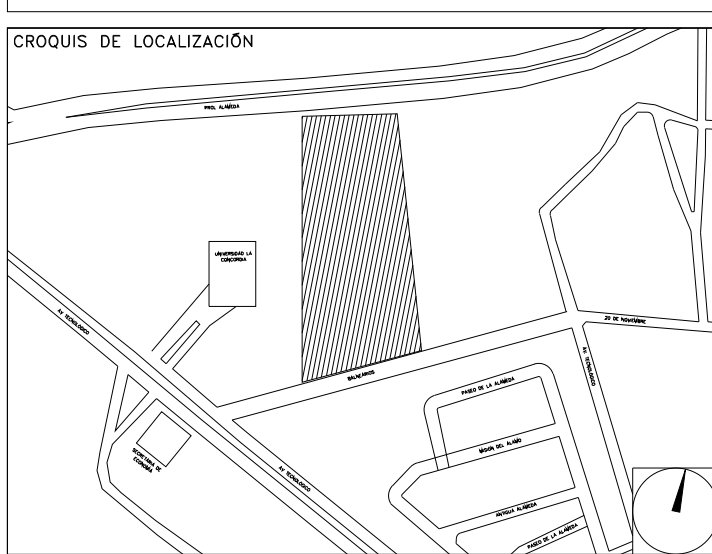 CROQUIS DE LOCALIZACIÓN
PROL ALAMEDA
UNIVERSIDAD LA
CONCORDIA
AV TECNOLOGICO
20 DE NOVIEMBRE
BALNEARIOS
AV. TECNOLOGICO
PASEO DE LA ALAMEDA
MISION DEL ALAMO
SECRETARIA DE
ECONOMIA
AV TECNOLOGICO
ANTIGUA ALAMEDA
PASEO DE LA ALAMEDA